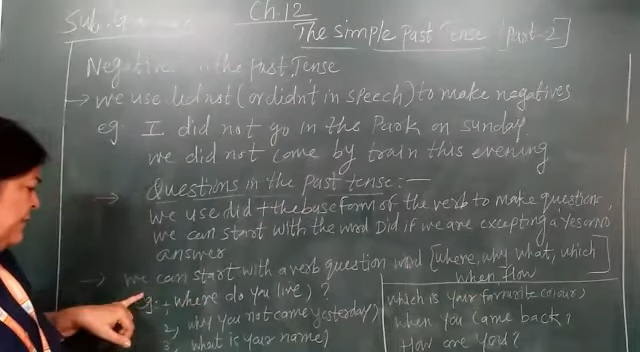 Ch.12
The Simple Past Tense [Part-2]
Negative in the Past Tense
→ We use did not (or didn't in speech) to make negatives
eg: I did not go in the Park on Sunday.
We did not come by train this evening
→ Questions in the Past tense:-
We use did + the base form of the verb to make questions,
We can start with the word Did if we are excepting a Yes or No
answer
→ We can start with a verb question word [where, why what, which
when, How
eg:- 1, Where do you live) ?
2, why you not come yesterday)
3, what is your name)
which is your favourite colour)
when you came back,
How are you?